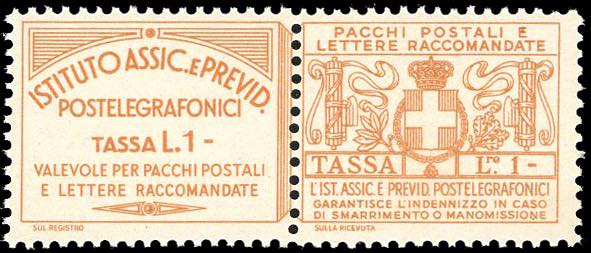 ISTITUTO ASSIC. E PREVID.
POSTELEGRAFONICI
TASSA L. 1 -
VALEVOLE PER PACCHI POSTALI
E LETTERE RACCOMANDATE
SUL REGISTRO
PACCHI POSTALI E
LETTERE RACCOMANDATE
TASSA Lre 1 -
L'IST. ASSIC. E PREVID. POSTELEGRAFONICI
GARANTISCE L'INDENNIZZO IN CASO
DI SMARRIMENTO O MANOMISSIONE
SULLA RICEVUTA